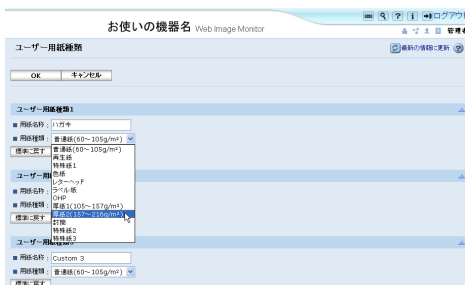 お使いの機器名 Web Image Monitor
ログアウト
管理者
ユーザー用紙種類
最新の情報に更新
OK キャンセル
ユーザー用紙種類1
用紙名称 : ハガキ
用紙種類 : 普通紙(60～105g/m²)
標準に戻す
普通紙(60～105g/m²)
再生紙
特殊紙1
色紙
レターヘッド
ラベル紙
OHP
厚紙1(105～157g/m²)
厚紙2(157～216g/m²)
封筒
特殊紙2
特殊紙3
ユーザー用
用紙名称 :
用紙種類 :
標準に戻す
ユーザー用紙種類3
用紙名称 : Custom 3
用紙種類 : 普通紙(60～105g/m²)
標準に戻す